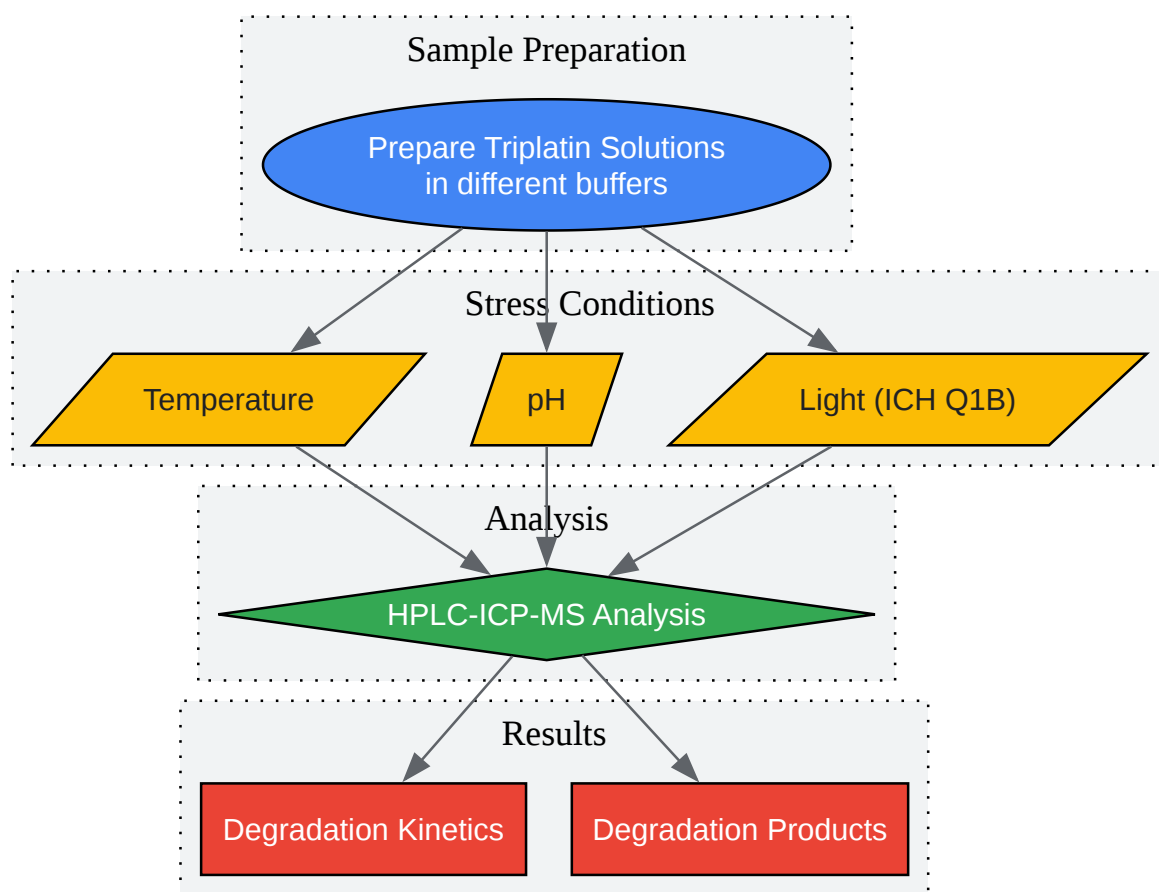 Sample Preparation
Prepare Triplatin Solutions
in different buffers
Stress Conditions
Temperature
pH
Light (ICH Q1B)
Analysis
HPLC-ICP-MS Analysis
Results
Degradation Kinetics
Degradation Products